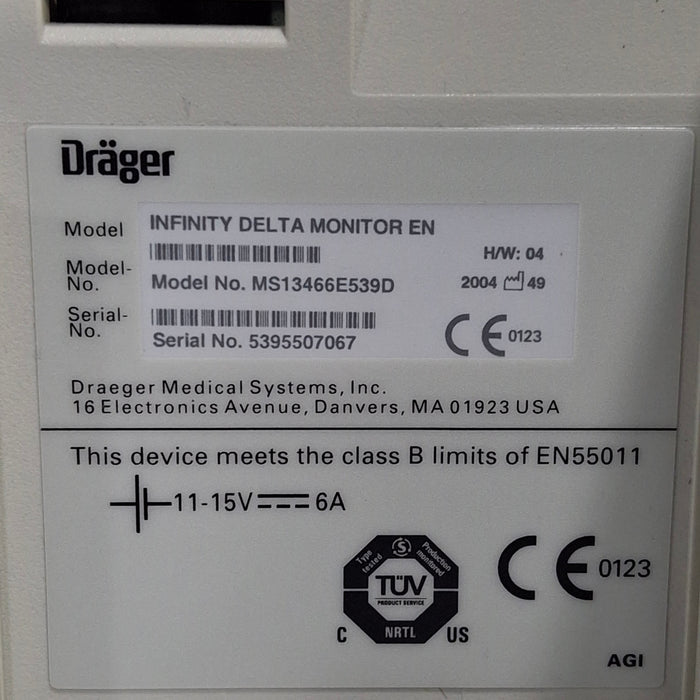 Dräger
Model INFINITY DELTA MONITOR EN
H/W: 04
Model-No. Model No. MS13466E539D
2004 49
Serial-No. Serial No. 5395507067
CE 0123
Draeger Medical Systems, Inc.
16 Electronics Avenue, Danvers, MA 01923 USA
This device meets the class B limits of EN55011
11-15V 6A
Type tested
S
Production monitored
TÜV
PRODUCT SERVICE
C NRTL US
CE 0123
AGI